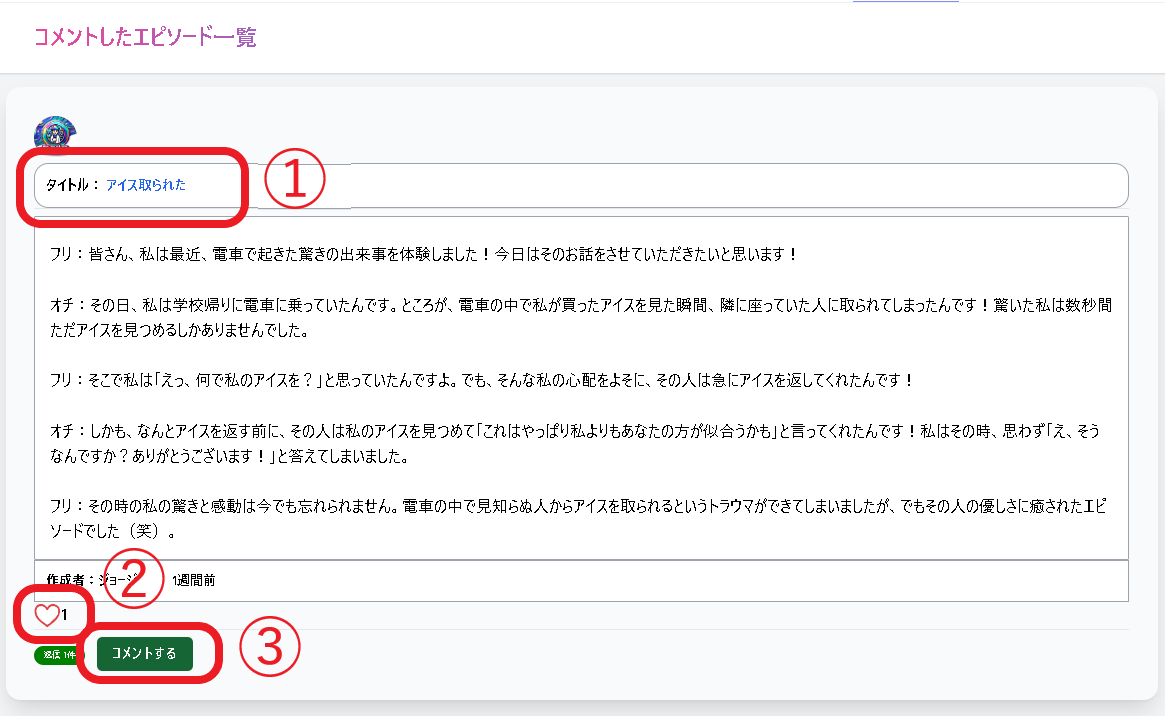 コメントしたエピソード一覧
タイトル： アイス取られた
①
フリ：皆さん、私は最近、電車で起きた驚きの出来事を体験しました！今日はそのお話をさせていただきたいと思います！
オチ：その日、私は学校帰りに電車に乗っていたんです。ところが、電車の中で私が買ったアイスを見た瞬間、隣に座っていた人に取られてしまったんです！驚いた私は数秒間
ただアイスを見つめるしかありませんでした。
フリ：そこで私は「えっ、何で私のアイスを？」と思っていたんですよ。でも、そんな私の心配をよそに、その人は急にアイスを返してくれたんです！
オチ：しかも、なんとアイスを返す前に、その人は私のアイスを見つめて「これはやっぱり私よりもあなたの方が似合うかも」と言ってくれたんです！私はその時、思わず「え、そう
なんですか？ありがとうございます！」と答えてしまいました。
フリ：その時の私の驚きと感動は今でも忘れられません。電車の中で見知らぬ人からアイスを取られるというトラウマができてしまいましたが、でもその人の優しさに癒されたエピ
ソードでした（笑）。
作成者：ジョージ 1週間前
②
1
返信 1件
コメントする
③